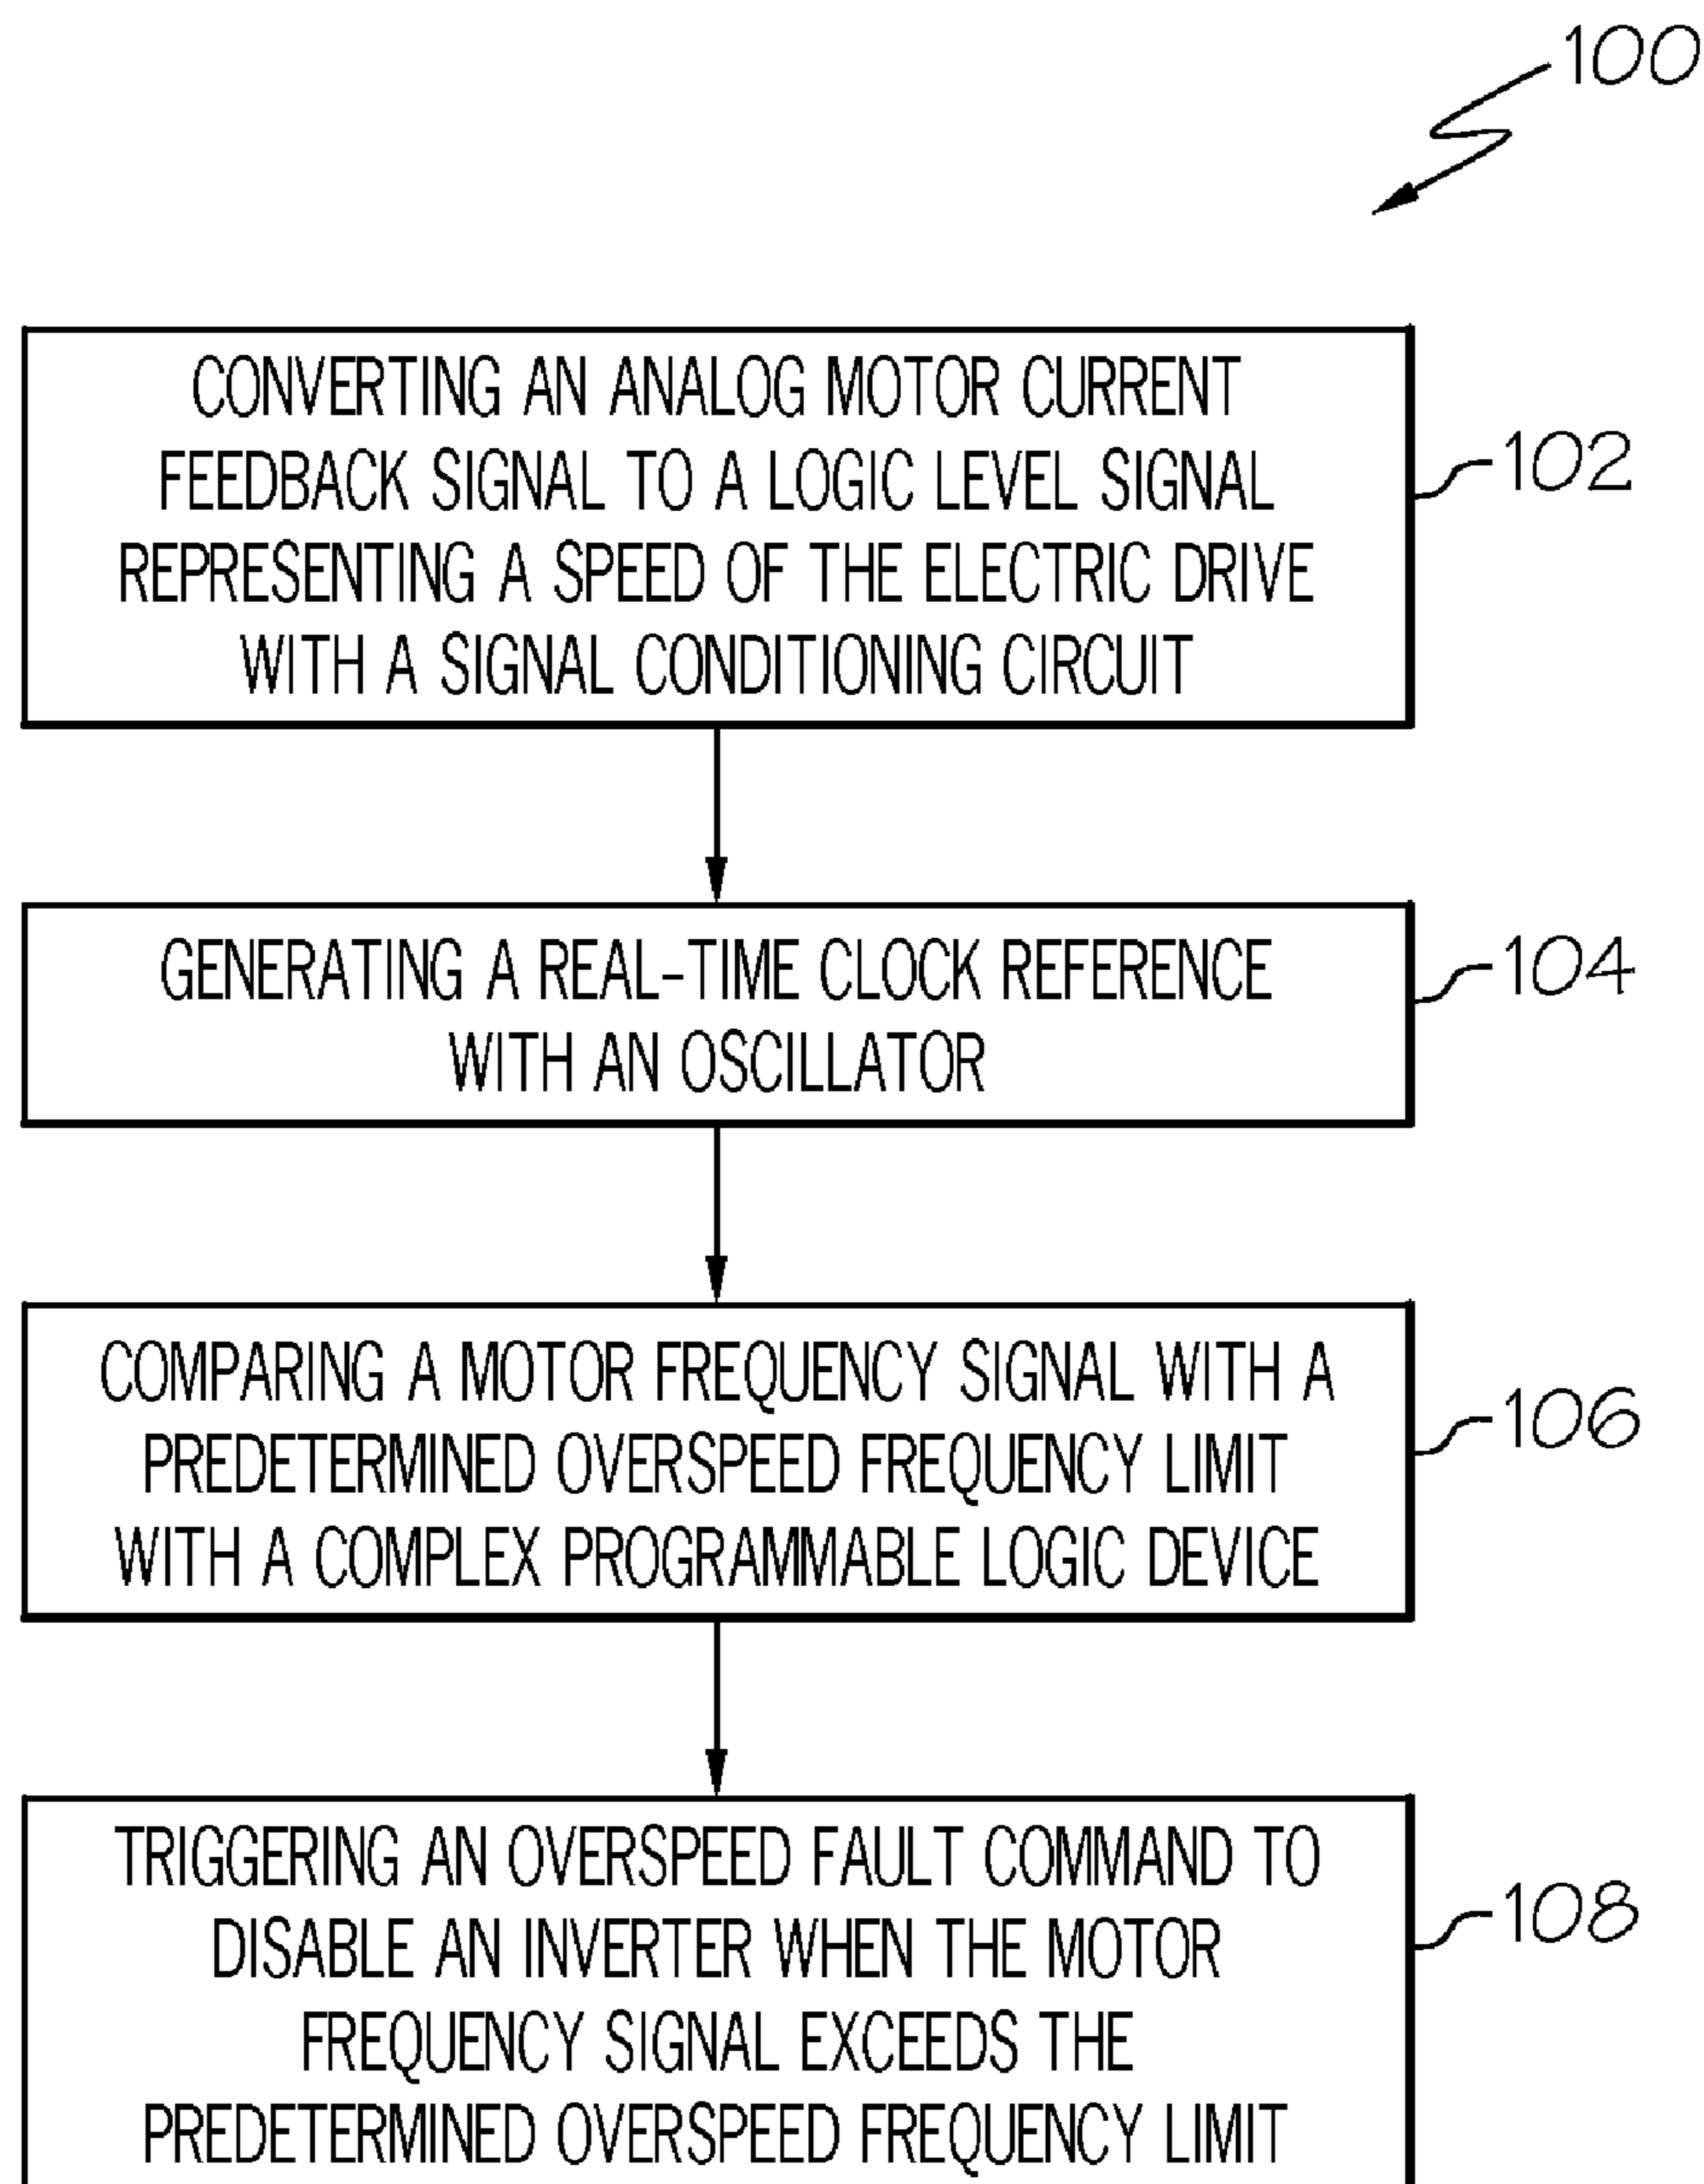 100
CONVERTING AN ANALOG MOTOR CURRENT
FEEDBACK SIGNAL TO A LOGIC LEVEL SIGNAL
REPRESENTING A SPEED OF THE ELECTRIC DRIVE
WITH A SIGNAL CONDITIONING CIRCUIT
102
GENERATING A REAL-TIME CLOCK REFERENCE
WITH AN OSCILLATOR
104
COMPARING A MOTOR FREQUENCY SIGNAL WITH A
PREDETERMINED OVERSPEED FREQUENCY LIMIT
WITH A COMPLEX PROGRAMMABLE LOGIC DEVICE
106
TRIGGERING AN OVERSPEED FAULT COMMAND TO
DISABLE AN INVERTER WHEN THE MOTOR
FREQUENCY SIGNAL EXCEEDS THE
PREDETERMINED OVERSPEED FREQUENCY LIMIT
108